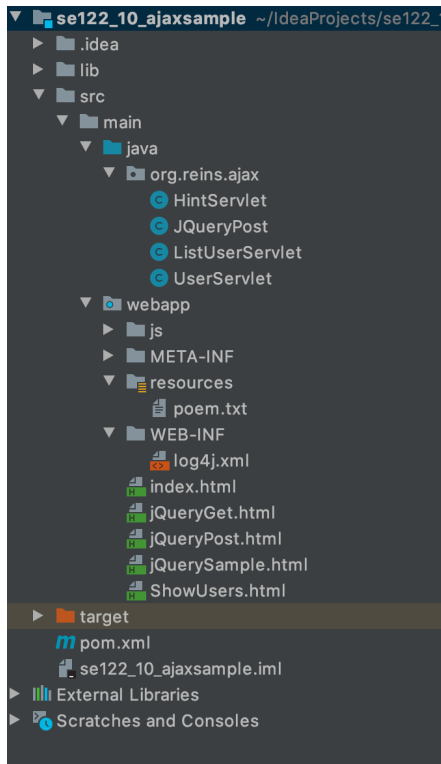 se122_10_ajaxsample ~/IdeaProjects/se122_
.idea
lib
src
main
java
org.reins.ajax
C HintServlet
C JQueryPost
C ListUserServlet
C UserServlet
webapp
js
META-INF
resources
poem.txt
WEB-INF
<> log4j.xml
H index.html
H jQueryGet.html
H jQueryPost.html
H jQuerySample.html
H ShowUsers.html
target
m pom.xml
se122_10_ajaxsample.iml
External Libraries
Scratches and Consoles